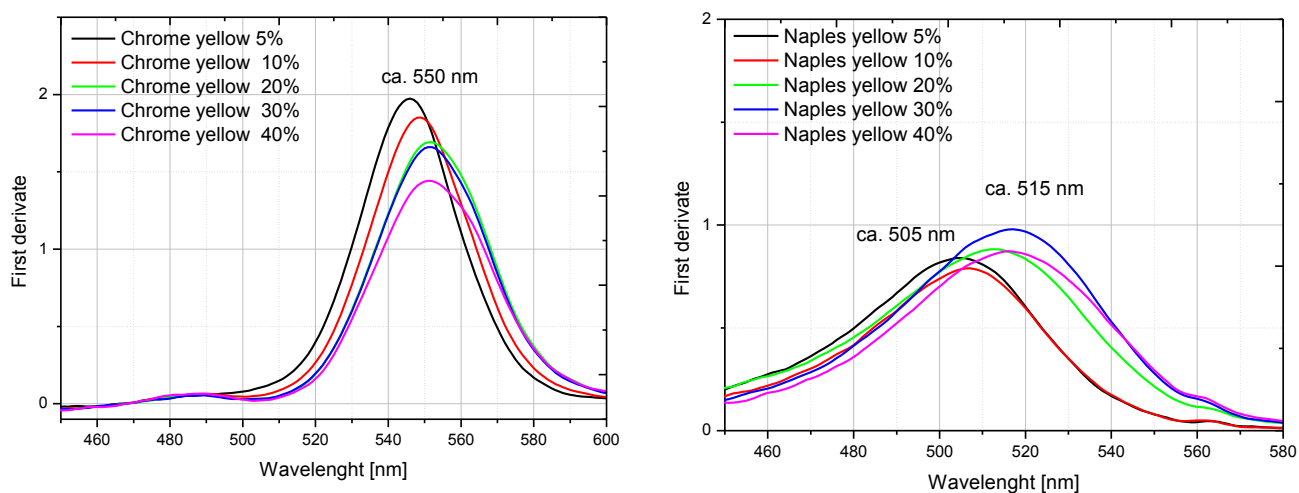 Chrome yellow 5%
Chrome yellow 10%
Chrome yellow 20%
Chrome yellow 30%
Chrome yellow 40%
ca. 550 nm
2
1
0
First derivate
460 480 500 520 540 560 580 600
Wavelenght [nm]
Naples yellow 5%
Naples yellow 10%
Naples yellow 20%
Naples yellow 30%
Naples yellow 40%
ca. 515 nm
ca. 505 nm
2
1
0
First derivate
460 480 500 520 540 560 580
Wavelenght [nm]